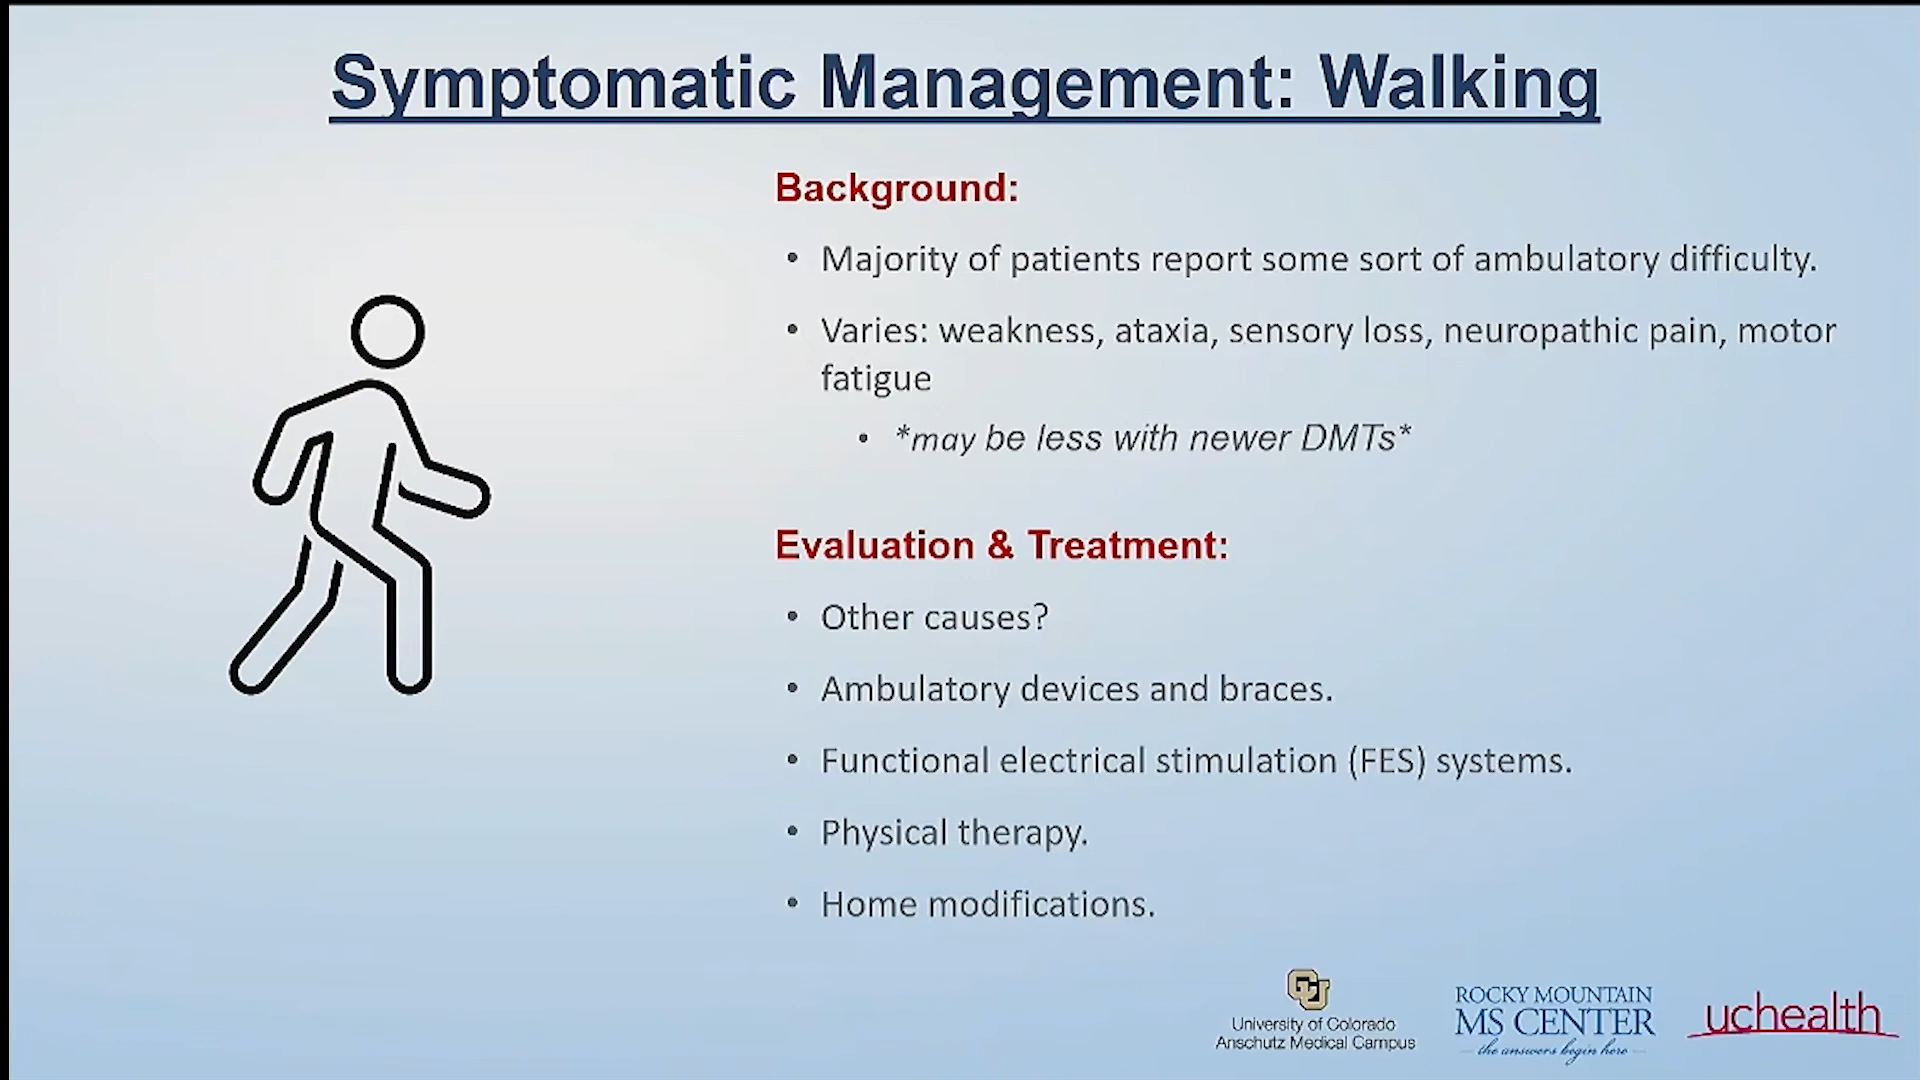 Symptomatic Management: Walking
Background:
• Majority of patients report some sort of ambulatory difficulty.
• Varies: weakness, ataxia, sensory loss, neuropathic pain, motor
fatigue
• *may be less with newer DMTs*
Evaluation & Treatment:
• Other causes?
• Ambulatory devices and braces.
• Functional electrical stimulation (FES) systems.
• Physical therapy.
• Home modifications.
CU
University of Colorado
Anschutz Medical Campus
ROCKY MOUNTAIN
MS CENTER
the answers begin here
uchealth